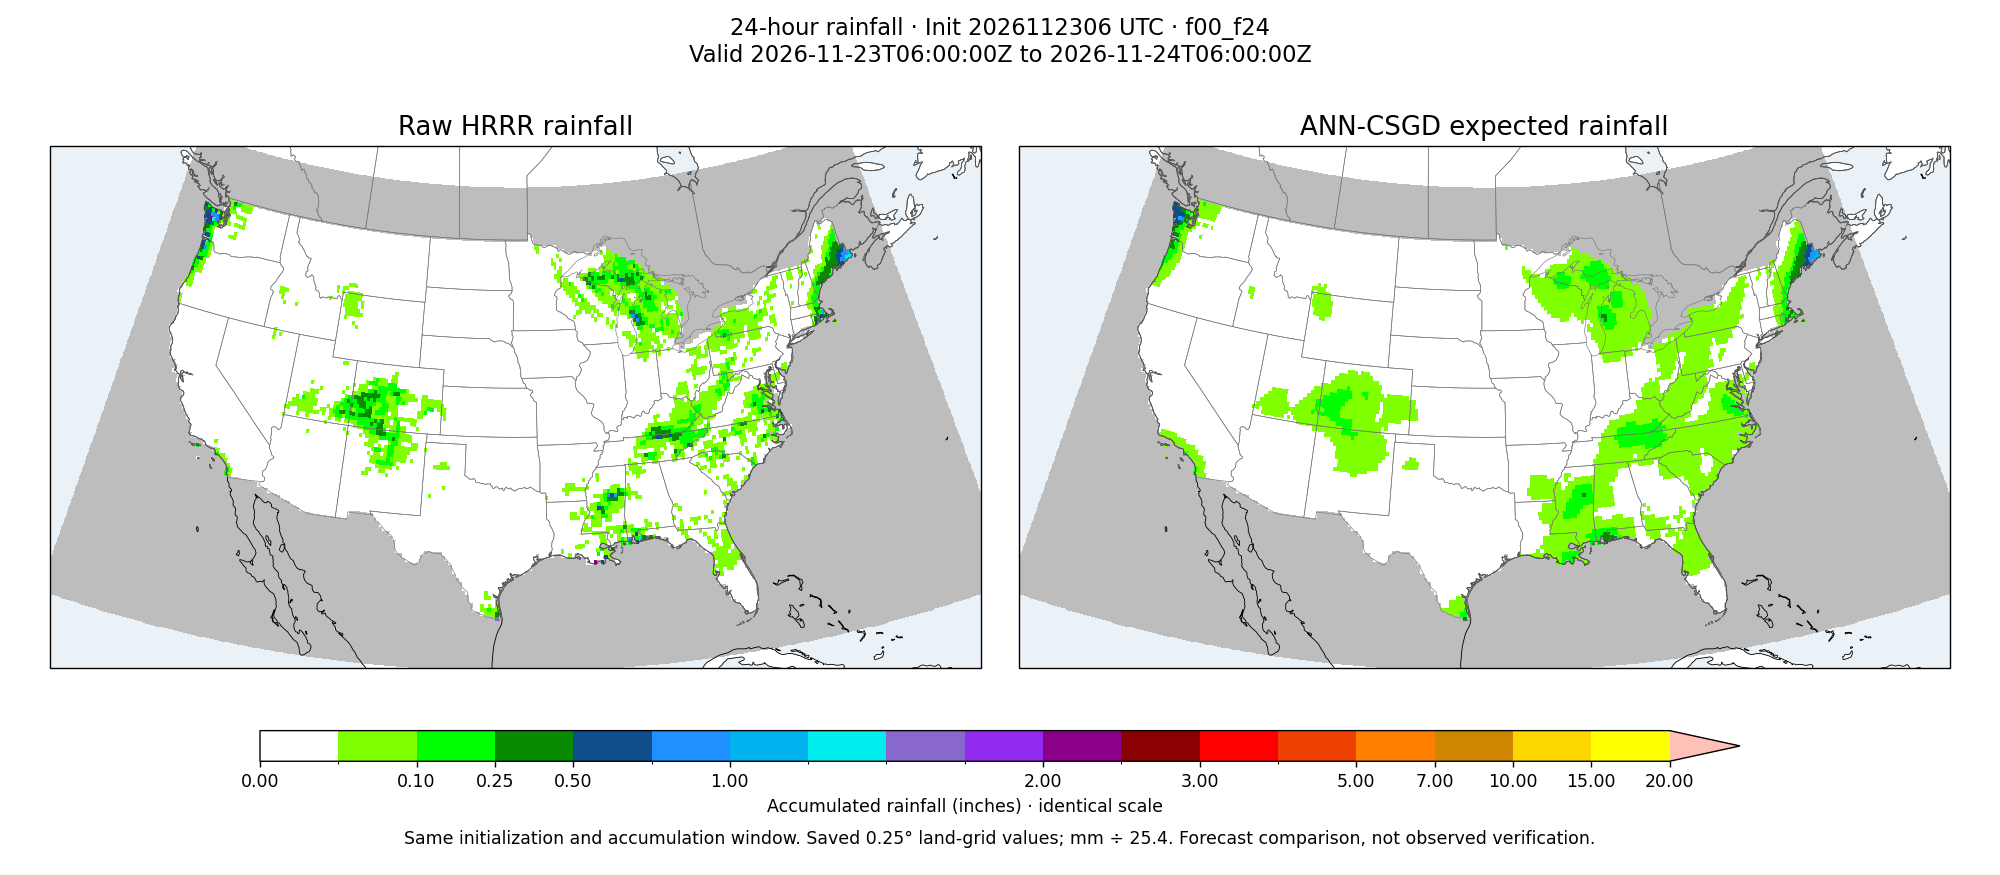 24-hour rainfall · Init 2026112306 UTC · f00_f24
Valid 2026-11-23T06:00:00Z to 2026-11-24T06:00:00Z
Raw HRRR rainfall
ANN-CSGD expected rainfall
0.00 0.10 0.25 0.50 1.00 2.00 3.00 5.00 7.00 10.00 15.00 20.00
Accumulated rainfall (inches) · identical scale
Same initialization and accumulation window. Saved 0.25° land-grid values; mm ÷ 25.4. Forecast comparison, not observed verification.